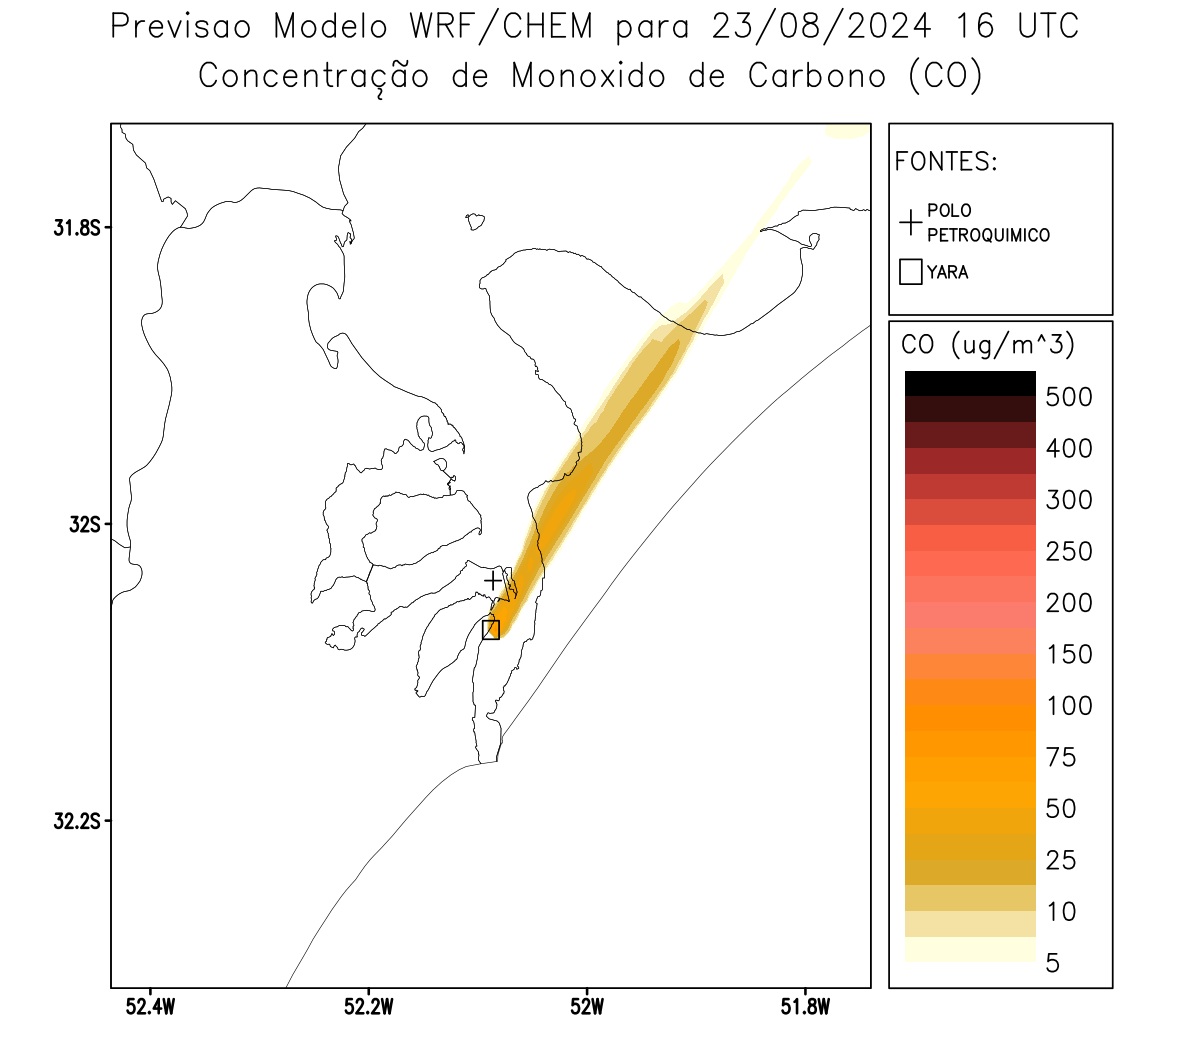 Previsao Modelo WRF/CHEM para 23/08/2024 16 UTC
Concentração de Monoxido de Carbono (CO)
FONTES:
POLO
PETROQUIMICO
YARA
CO (ug/m^3)
500
400
300
250
200
150
100
75
50
25
10
5
31.8S
32S
32.2S
52.4W
52.2W
52W
51.8W